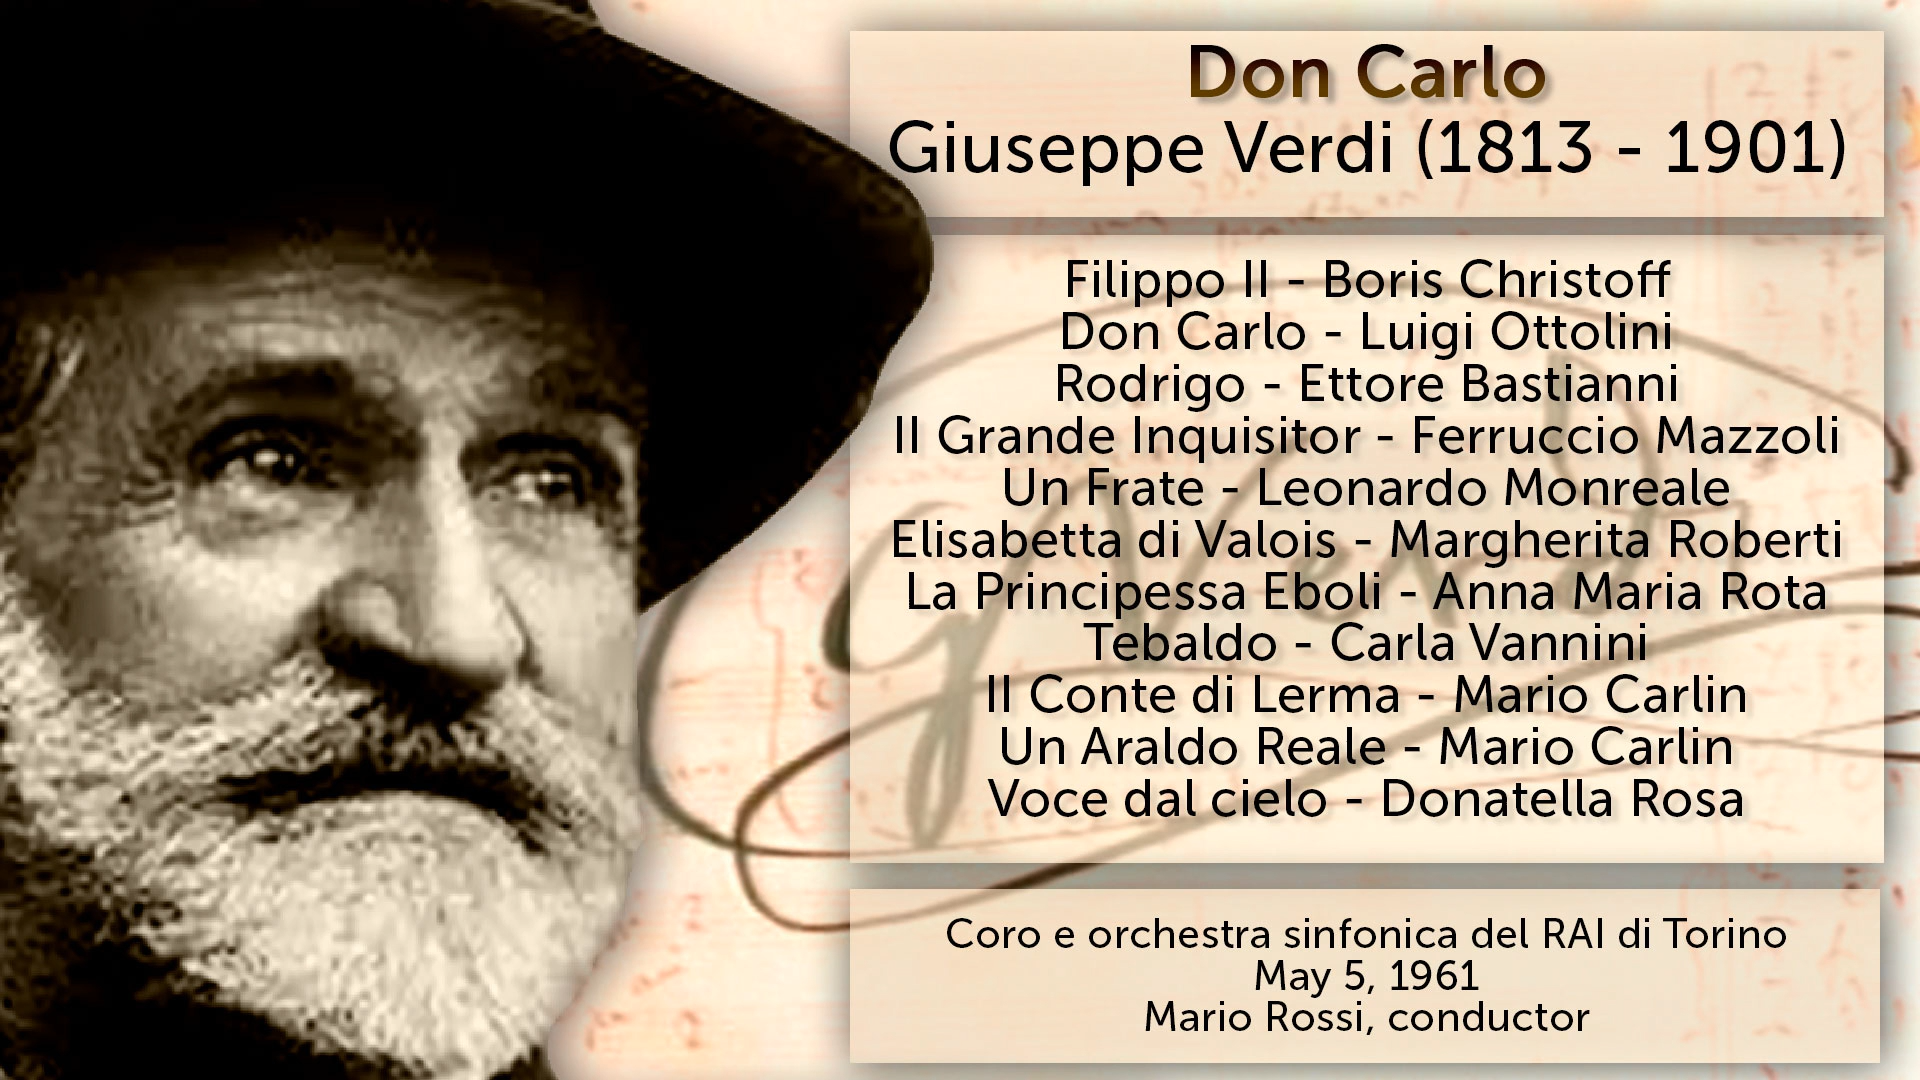 Don Carlo
Giuseppe Verdi (1813 - 1901)
Filippo II - Boris Christoff
Don Carlo - Luigi Ottolini
Rodrigo - Ettore Bastianni
II Grande Inquisitor - Ferruccio Mazzoli
Un Frate - Leonardo Monreale
Elisabetta di Valois - Margherita Roberti
La Principessa Eboli - Anna Maria Rota
Tebaldo - Carla Vannini
II Conte di Lerma - Mario Carlin
Un Araldo Reale - Mario Carlin
Voce dal cielo - Donatella Rosa
G Verdi
Coro e orchestra sinfonica del RAI di Torino
May 5, 1961
Mario Rossi, conductor